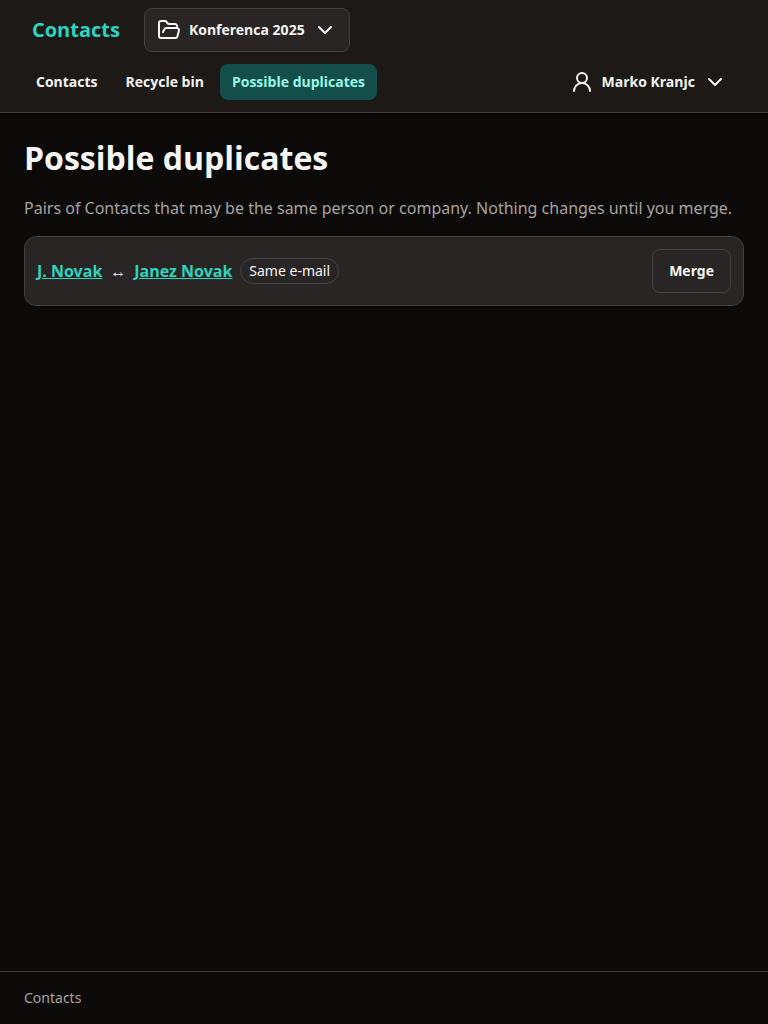 Contacts
Konferenca 2025
Contacts
Recycle bin
Possible duplicates
Marko Kranjc
Possible duplicates
Pairs of Contacts that may be the same person or company. Nothing changes until you merge.
J. Novak ↔ Janez Novak Same e-mail
Merge
Contacts